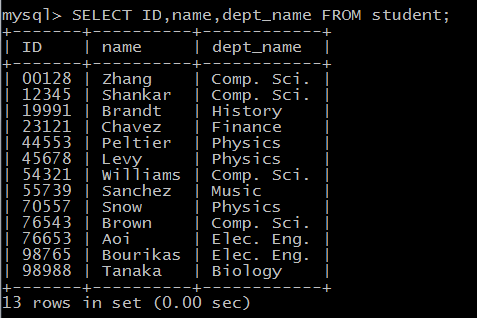 mysql> SELECT ID,name,dept_name FROM student;
+-------+----------+------------+
| ID    | name     | dept_name  |
+-------+----------+------------+
| 00128 | Zhang    | Comp. Sci. |
| 12345 | Shankar  | Comp. Sci. |
| 19991 | Brandt   | History    |
| 23121 | Chavez   | Finance    |
| 44553 | Peltier  | Physics    |
| 45678 | Levy     | Physics    |
| 54321 | Williams | Comp. Sci. |
| 55739 | Sanchez  | Music      |
| 70557 | Snow     | Physics    |
| 76543 | Brown    | Comp. Sci. |
| 76653 | Aoi      | Elec. Eng. |
| 98765 | Bourikas | Elec. Eng. |
| 98988 | Tanaka   | Biology    |
+-------+----------+------------+
13 rows in set (0.00 sec)